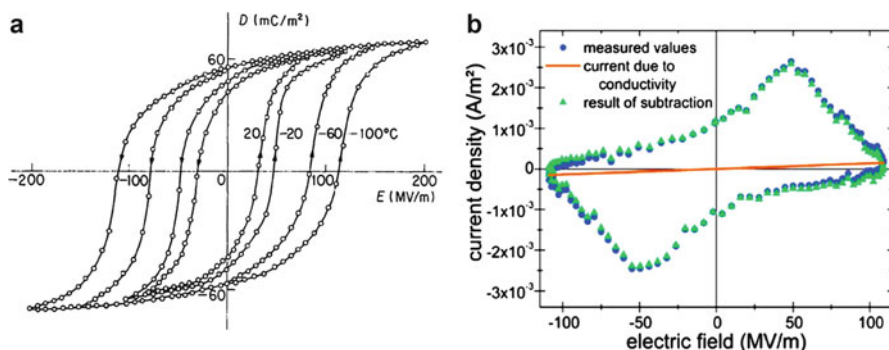 a
D (mC/m²)
60
20
-20
-60
-100°C
-200
-100
0
100
200
E (MV/m)
-60
b
current density (A/m²)
3x10⁻³
2x10⁻³
1x10⁻³
0
-1x10⁻³
-2x10⁻³
-3x10⁻³
measured values
current due to
conductivity
result of subtraction
-100
-50
0
50
100
electric field (MV/m)